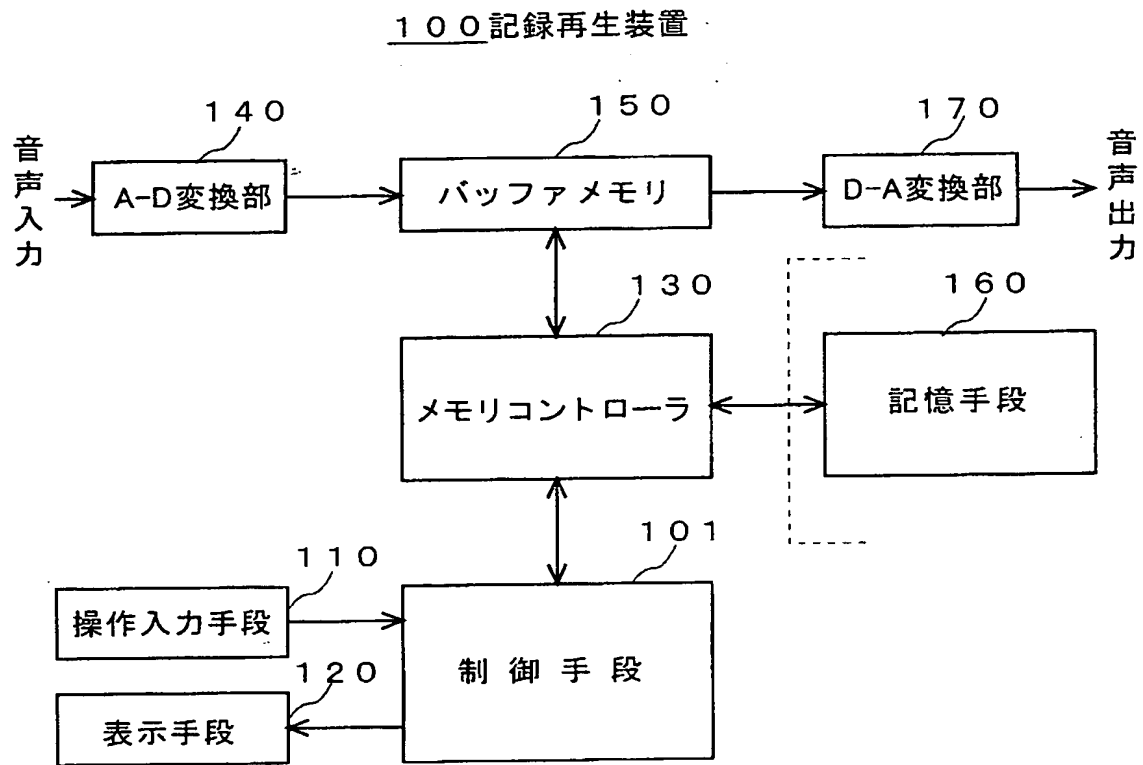 １００記録再生装置
１４０
１５０
１７０
音声入力
A-D変換部
バッファメモリ
D-A変換部
音声出力
１３０
１６０
メモリコントローラ
記憶手段
１０１
１１０
操作入力手段
制御手段
１２０
表示手段